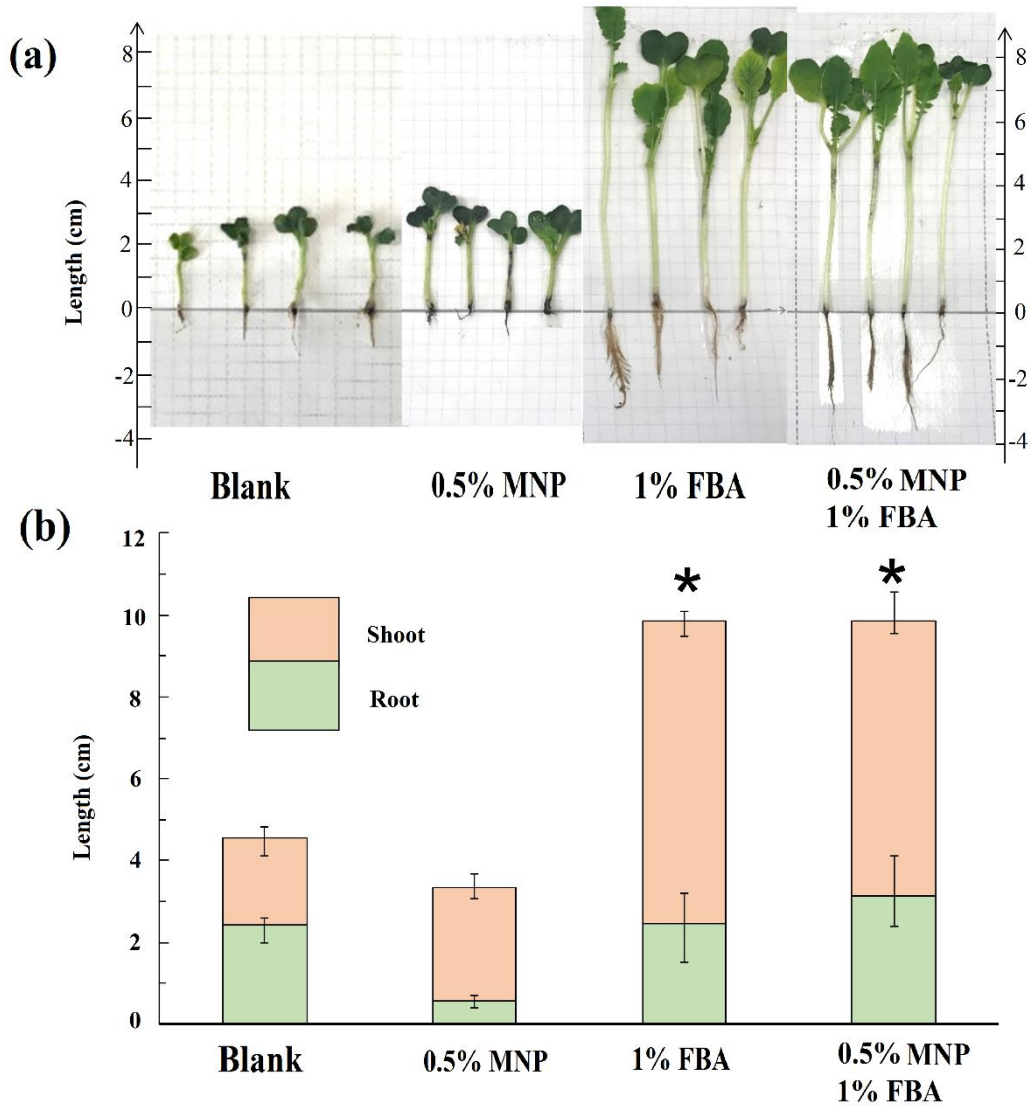 (a)
Length (cm)
8
6
4
2
0
-2
-4
8
6
4
2
0
-2
-4
Blank
0.5% MNP
1% FBA
0.5% MNP
1% FBA
(b)
Length (cm)
12
10
8
6
4
2
0
Shoot
Root
*
*
Blank
0.5% MNP
1% FBA
0.5% MNP
1% FBA